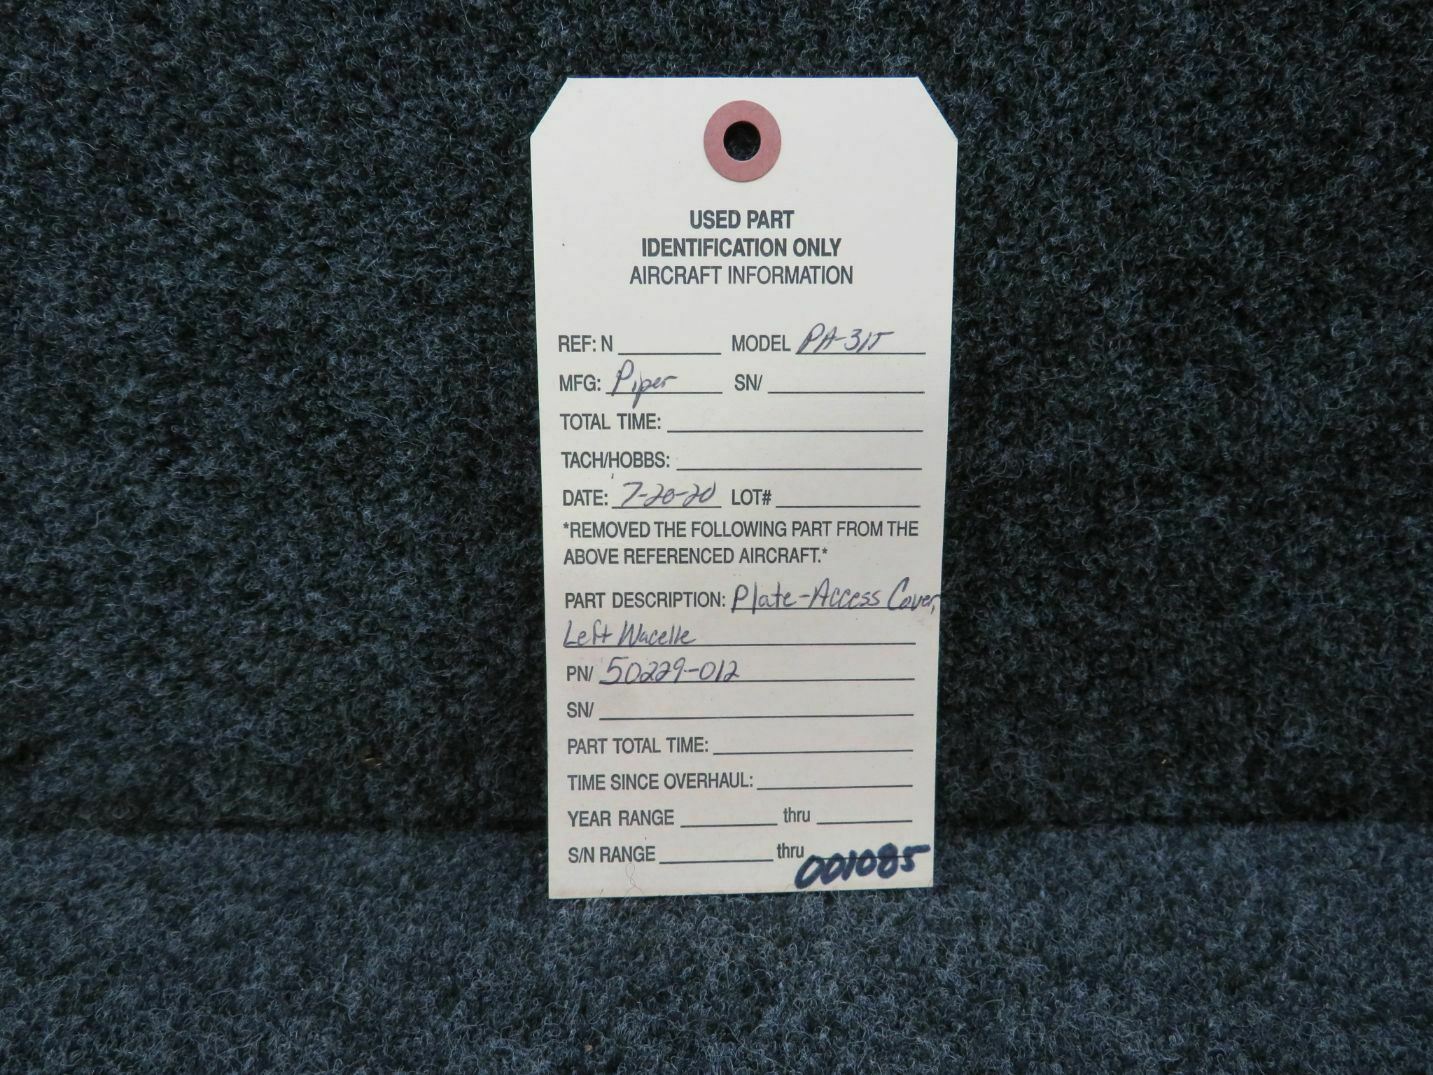 USED PART
IDENTIFICATION ONLY
AIRCRAFT INFORMATION
REF: N MODEL PA-31T
MFG: Piper SN/
TOTAL TIME:
TACH/HOBBS:
DATE: 7-20-20 LOT#
*REMOVED THE FOLLOWING PART FROM THE
ABOVE REFERENCED AIRCRAFT.*
PART DESCRIPTION: Plate-Access Cover,
Left Nacelle
PN/ 50229-012
SN/
PART TOTAL TIME:
TIME SINCE OVERHAUL:
YEAR RANGE thru
S/N RANGE thru 001085